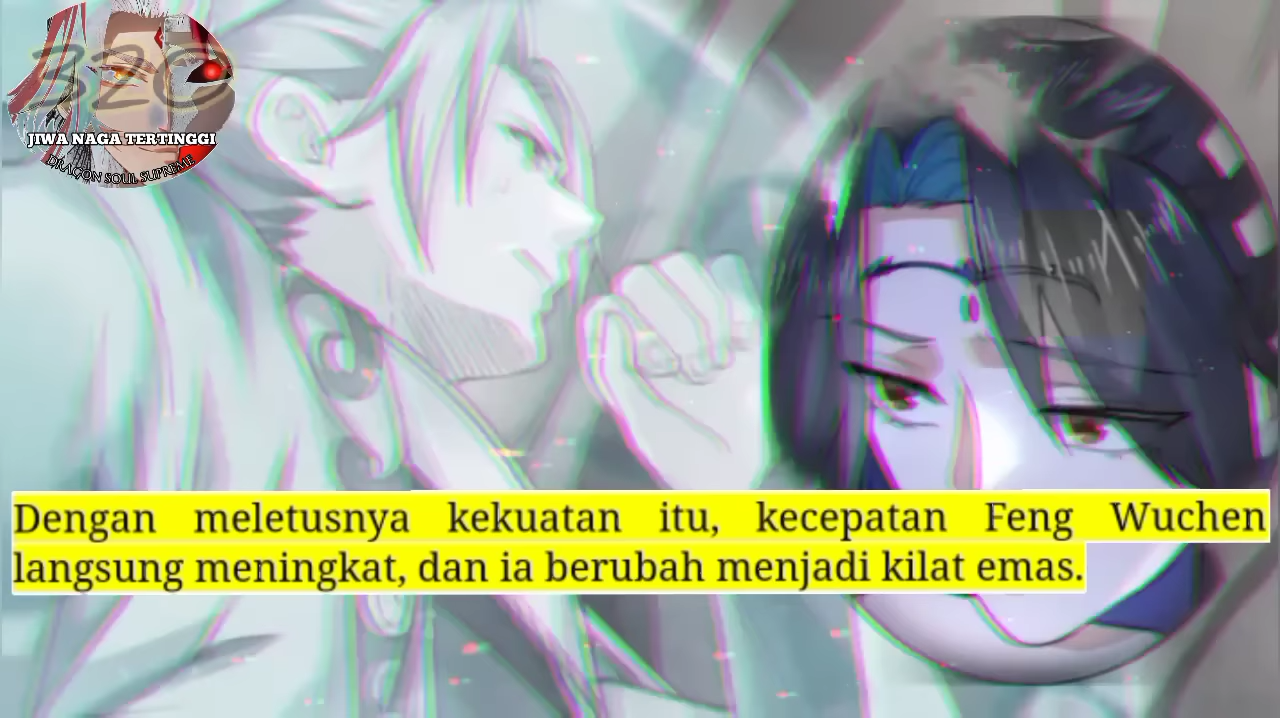 320
JIWA NAGA TERTINGGI
DRAGON SOUL SUPREME
Dengan meletusnya kekuatan itu, kecepatan Feng Wuchen
langsung meningkat, dan ia berubah menjadi kilat emas.